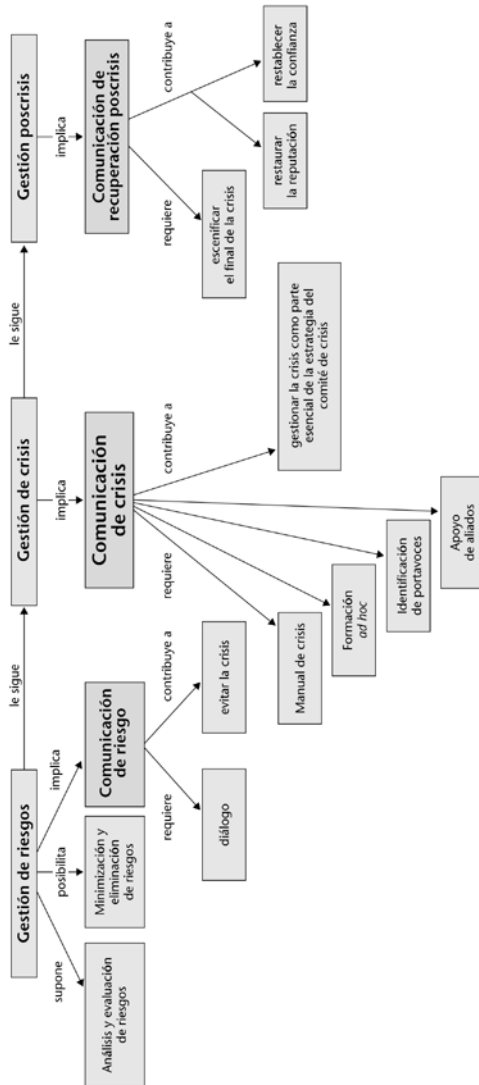 Gestión de riesgos
le sigue
Gestión de crisis
le sigue
Gestión poscrisis
supone
posibilita
implica
implica
implica
Análisis y evaluación
de riesgos
Minimización y
eliminación
de riesgos
Comunicación
de riesgo
Comunicación
de crisis
Comunicación de
recuperación poscrisis
requiere
contribuye a
requiere
contribuye a
requiere
contribuye a
diálogo
evitar la crisis
Manual de crisis
Formación
ad hoc
Identificación
de portavoces
Apoyo
de aliados
gestionar la crisis como parte
esencial de la estrategia del
comité de crisis
escenificar
el final de la crisis
restaurar
la reputación
restablecer
la confianza